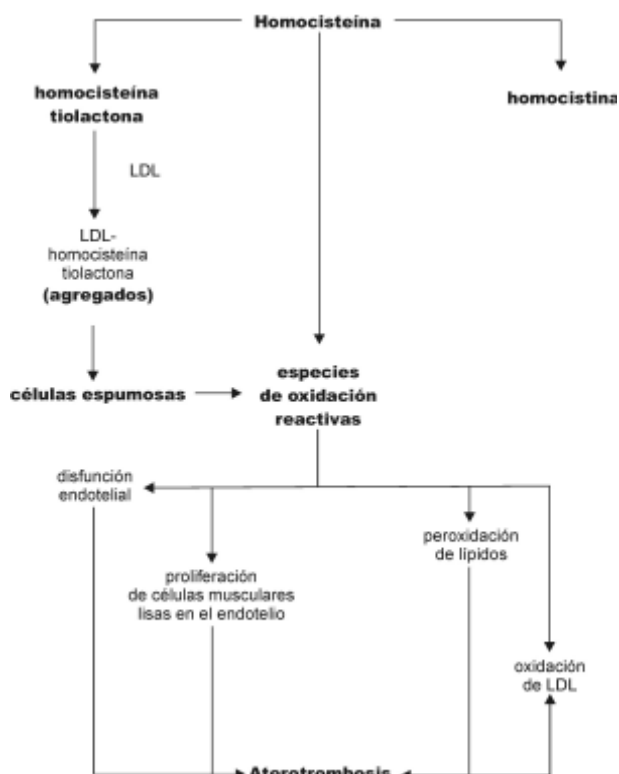 Homocisteína
homocisteína
tiolactona
homocistina
LDL
LDL-
homocisteína
tiolactona
(agregados)
células espumosas
especies
de oxidación
reactivas
disfunción
endotelial
peroxidación
de lípidos
proliferación
de células musculares
lisas en el endotelio
oxidación
de LDL
Aterotrombosis